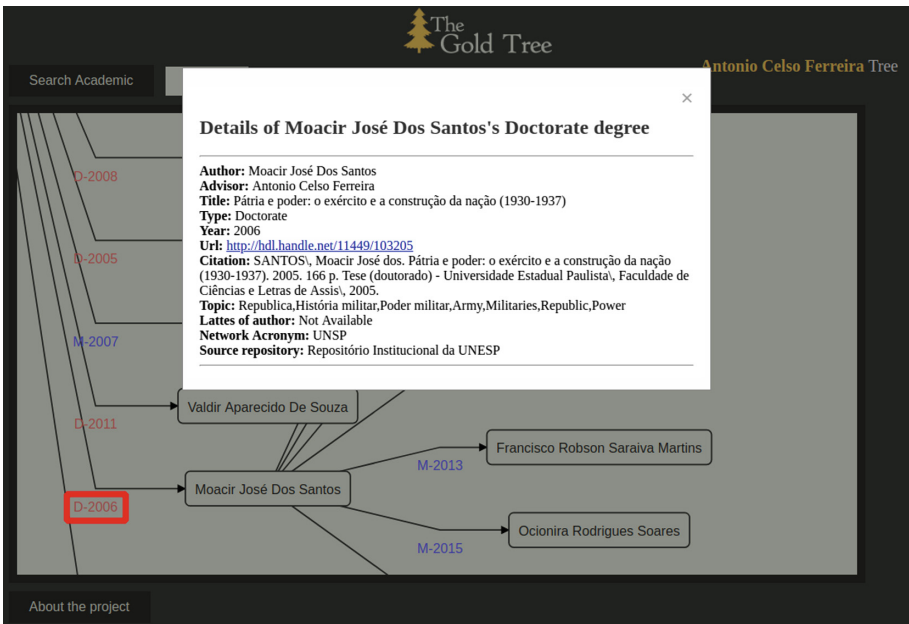 The
Gold Tree
Search Academic
Antonio Celso Ferreira Tree
×
Details of Moacir José Dos Santos's Doctorate degree
Author: Moacir José Dos Santos
Advisor: Antonio Celso Ferreira
Title: Pátria e poder: o exército e a construção da nação (1930-1937)
Type: Doctorate
Year: 2006
Url: http://hdl.handle.net/11449/103205
Citation: SANTOS\, Moacir José dos. Pátria e poder: o exército e a construção da nação
(1930-1937). 2005. 166 p. Tese (doutorado) - Universidade Estadual Paulista\, Faculdade de
Ciências e Letras de Assis\, 2005.
Topic: Republica,História militar,Poder militar,Army,Militaries,Republic,Power
Lattes of author: Not Available
Network Acronym: UNSP
Source repository: Repositório Institucional da UNESP
D-2008
D-2005
M-2007
Valdir Aparecido De Souza
D-2011
Francisco Robson Saraiva Martins
M-2013
Moacir José Dos Santos
D-2006
Ocionira Rodrigues Soares
M-2015
About the project